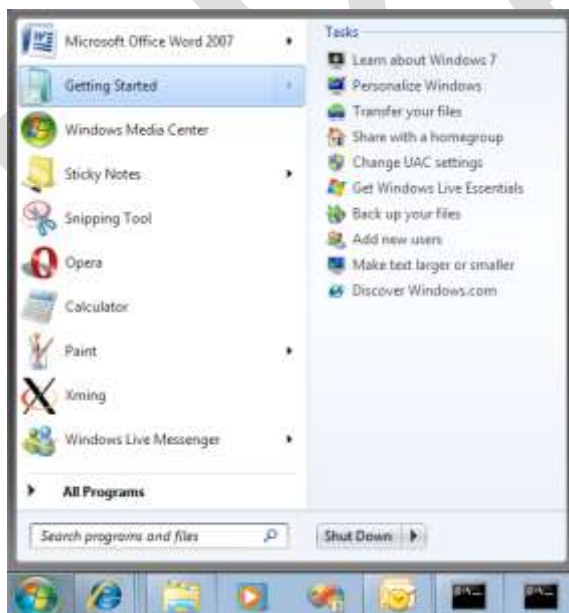 Microsoft Office Word 2007
Getting Started
Windows Media Center
Sticky Notes
Snipping Tool
Opera
Calculator
Paint
Xming
Windows Live Messenger
All Programs
Search programs and files
Tasks
Learn about Windows 7
Personalize Windows
Transfer your files
Share with a homegroup
Change UAC settings
Get Windows Live Essentials
Back up your files
Add new users
Make text larger or smaller
Discover Windows.com
Shut Down